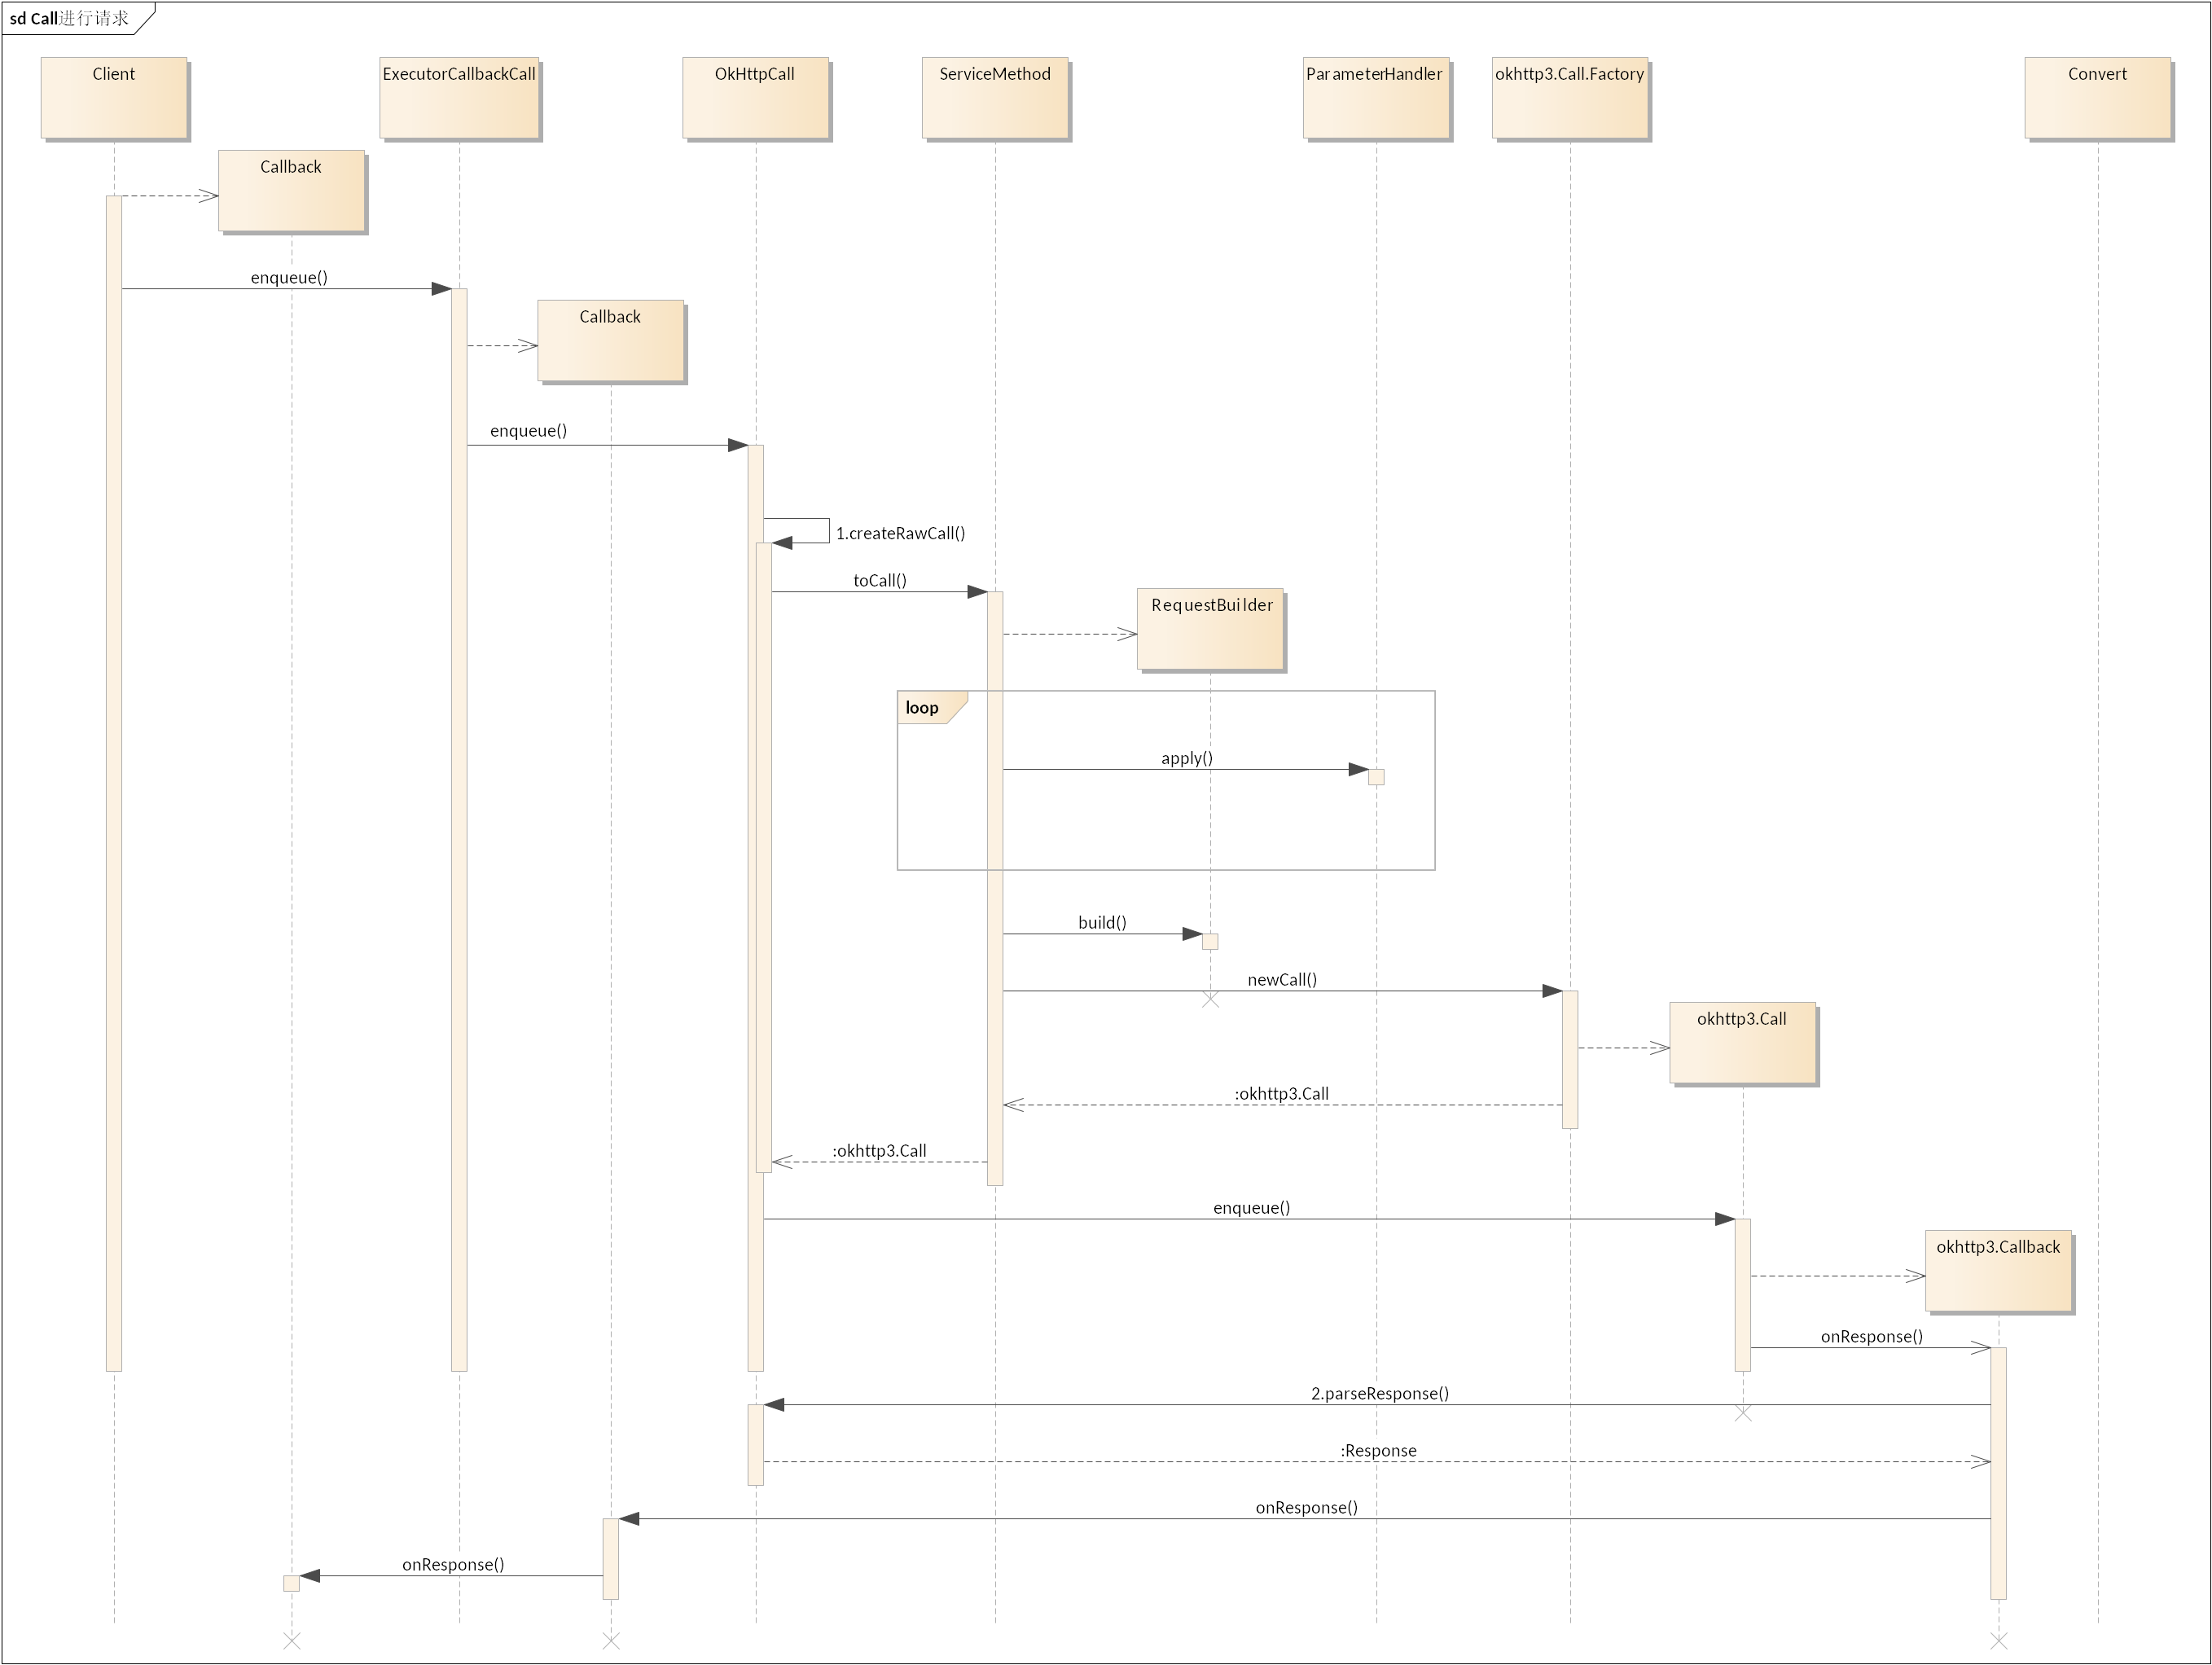 sd Call进行请求
Client
ExecutorCallbackCall
OkHttpCall
ServiceMethod
ParameterHandler
okhttp3.Call.Factory
Convert
Callback
enqueue()
Callback
enqueue()
1.createRawCall()
toCall()
RequestBuilder
loop
apply()
build()
newCall()
okhttp3.Call
:okhttp3.Call
:okhttp3.Call
enqueue()
okhttp3.Callback
onResponse()
2.parseResponse()
:Response
onResponse()
onResponse()